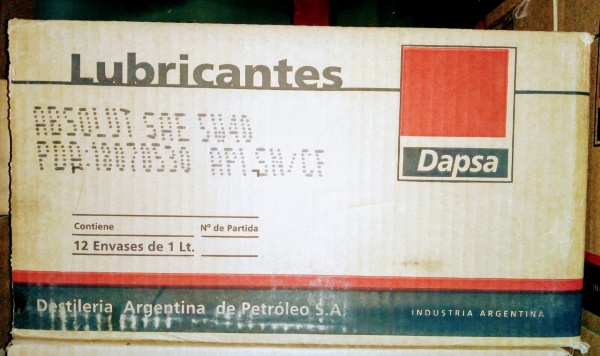 Lubricantes
ABSOLUT SAE 5W40
PDA:18070530 API.SN/CF
Dapsa
Contiene Nº de Partida
12 Envases de 1 Lt.
Destileria Argentina de Petróleo S.A.
INDUSTRIA ARGENTINA